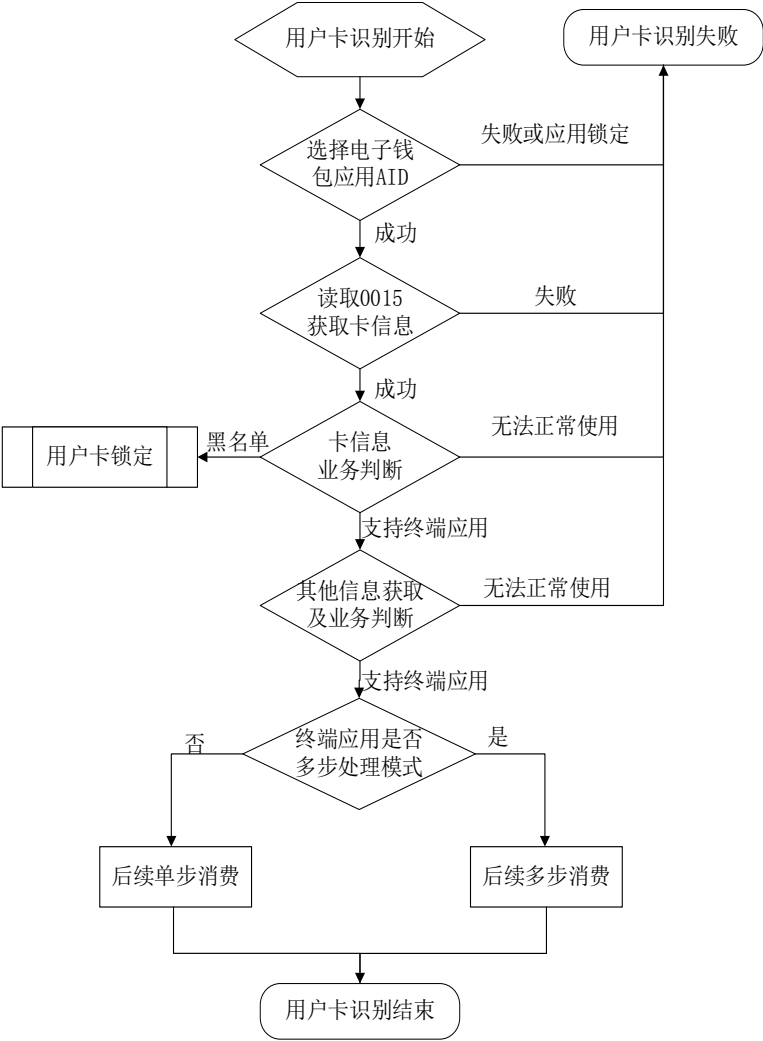 用户卡识别开始
用户卡识别失败
选择电子钱
包应用AID
失败或应用锁定
成功
读取0015
获取卡信息
失败
成功
卡信息
业务判断
无法正常使用
黑名单
用户卡锁定
支持终端应用
其他信息获取
及业务判断
无法正常使用
支持终端应用
终端应用是否
多步处理模式
否
是
后续单步消费
后续多步消费
用户卡识别结束